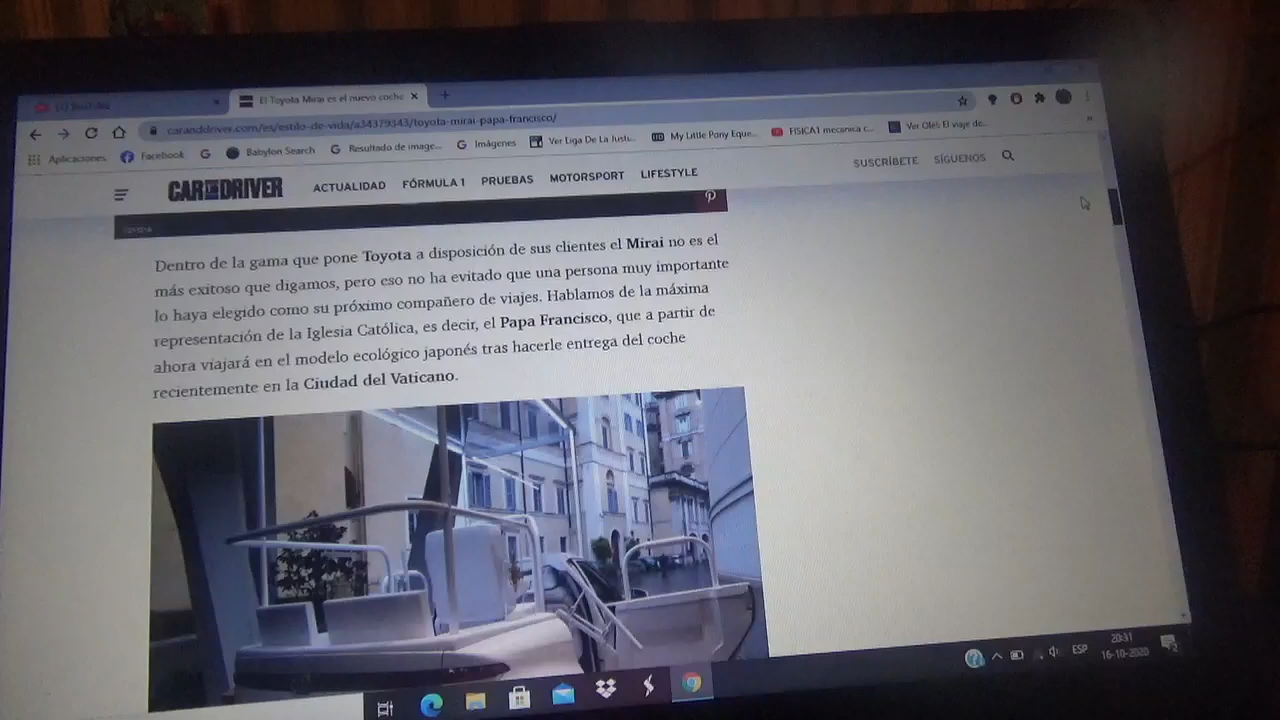 El Toyota Mirai es el nuevo coche
caranddriver.com/es/estilo-de-vida/a34379343/toyota-mirai-papa-francisco/
Aplicaciones Facebook Babylon Search Resultado de image... Imágenes Ver Liga De La Justi... My Little Pony Eque... FISICA1 mecanica c... Ver Olei: El viaje de...
CAR AND DRIVER ACTUALIDAD FÓRMULA 1 PRUEBAS MOTORSPORT LIFESTYLE SUSCRÍBETE SÍGUENOS
Dentro de la gama que pone Toyota a disposición de sus clientes el Mirai no es el
más exitoso que digamos, pero eso no ha evitado que una persona muy importante
lo haya elegido como su próximo compañero de viajes. Hablamos de la máxima
representación de la Iglesia Católica, es decir, el Papa Francisco, que a partir de
ahora viajará en el modelo ecológico japonés tras hacerle entrega del coche
recientemente en la Ciudad del Vaticano.
ESP
20:31
16-10-2020
2